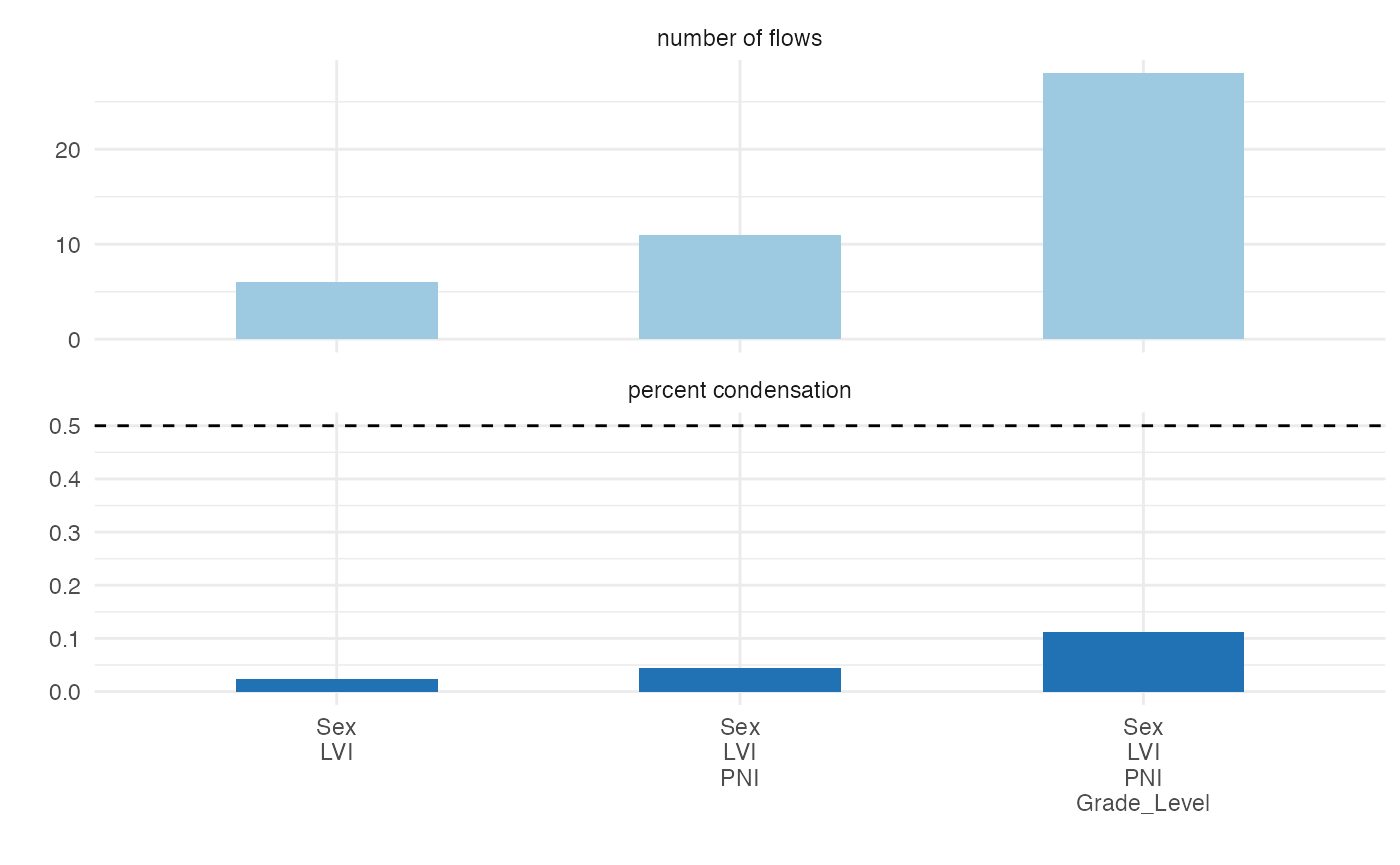 number of flows
20
10
0
percent condensation
0.5
0.4
0.3
0.2
0.1
0.0
Sex
LVI
Sex
LVI
PNI
Sex
LVI
PNI
Grade_Level